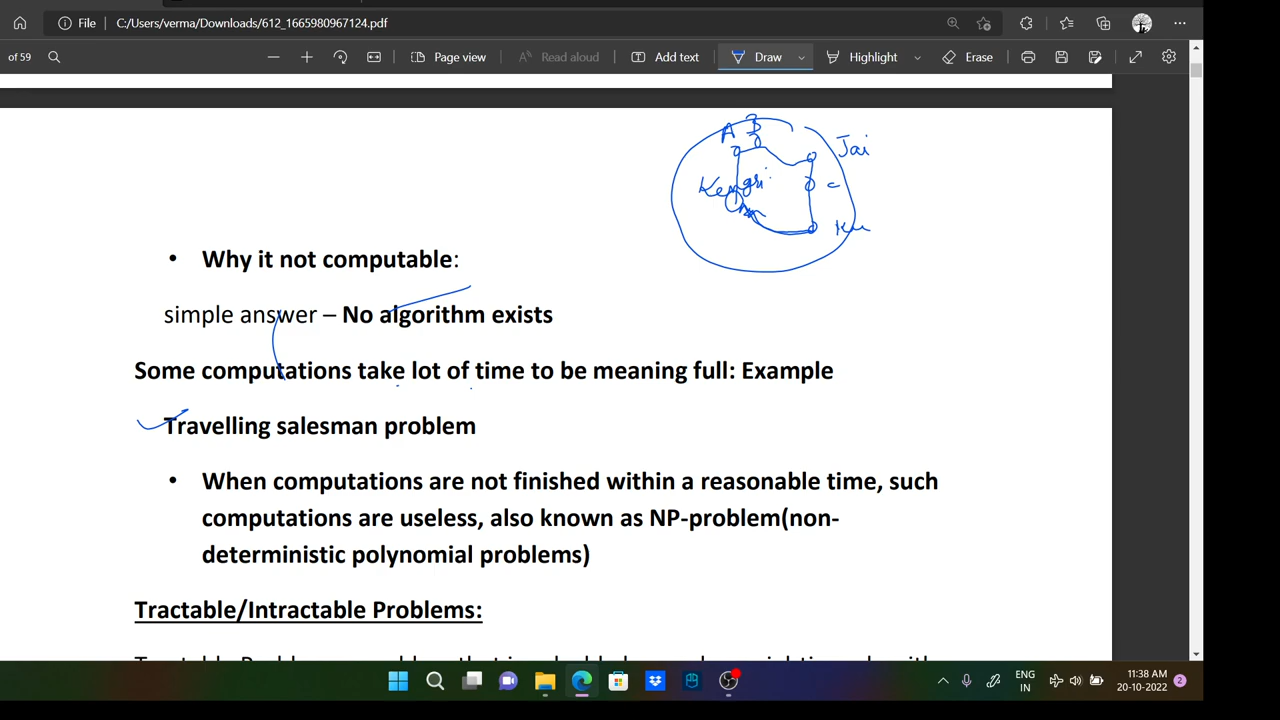 File C:/Users/verma/Downloads/612_1665980967124.pdf
of 59 Page view Read aloud Add text Draw Highlight Erase
A B
Jai
Kengri
Ku
• Why it not computable:
simple answer – No algorithm exists
Some computations take lot of time to be meaning full: Example
Travelling salesman problem
• When computations are not finished within a reasonable time, such
computations are useless, also known as NP-problem(non-
deterministic polynomial problems)
Tractable/Intractable Problems:
ENG
IN
11:38 AM
20-10-2022
2